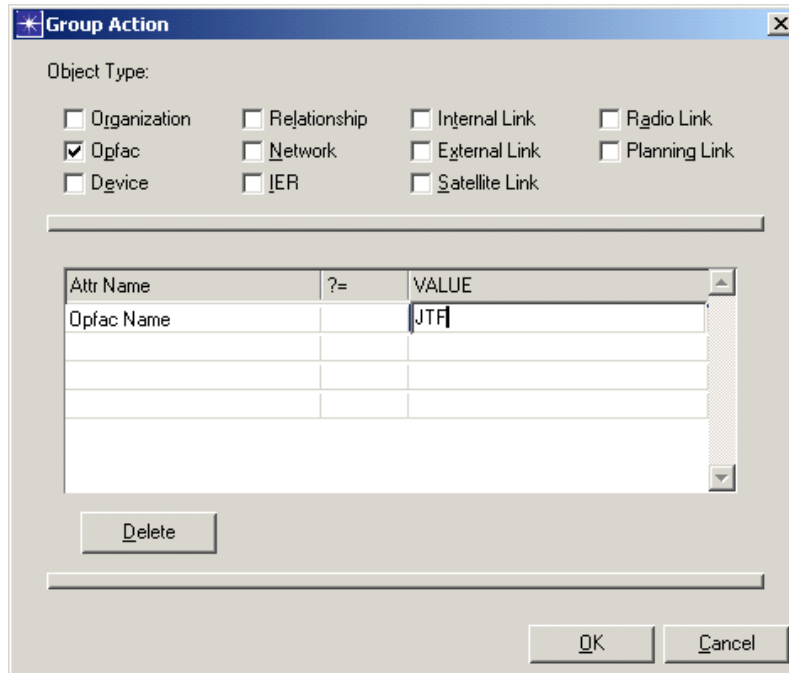 Group Action
Object Type:
Organization Relationship Internal Link Radio Link
Opfac Network External Link Planning Link
Device IER Satellite Link
Attr Name ?= VALUE
Opfac Name JTF
Delete
OK Cancel